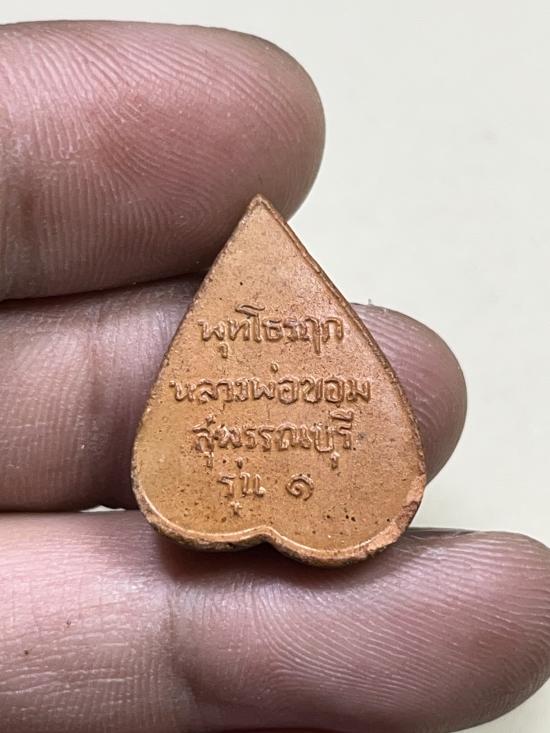 พุทโธรฤก
หลวงพ่อขอม
สุพรรณบุรี
รุ่น ๑